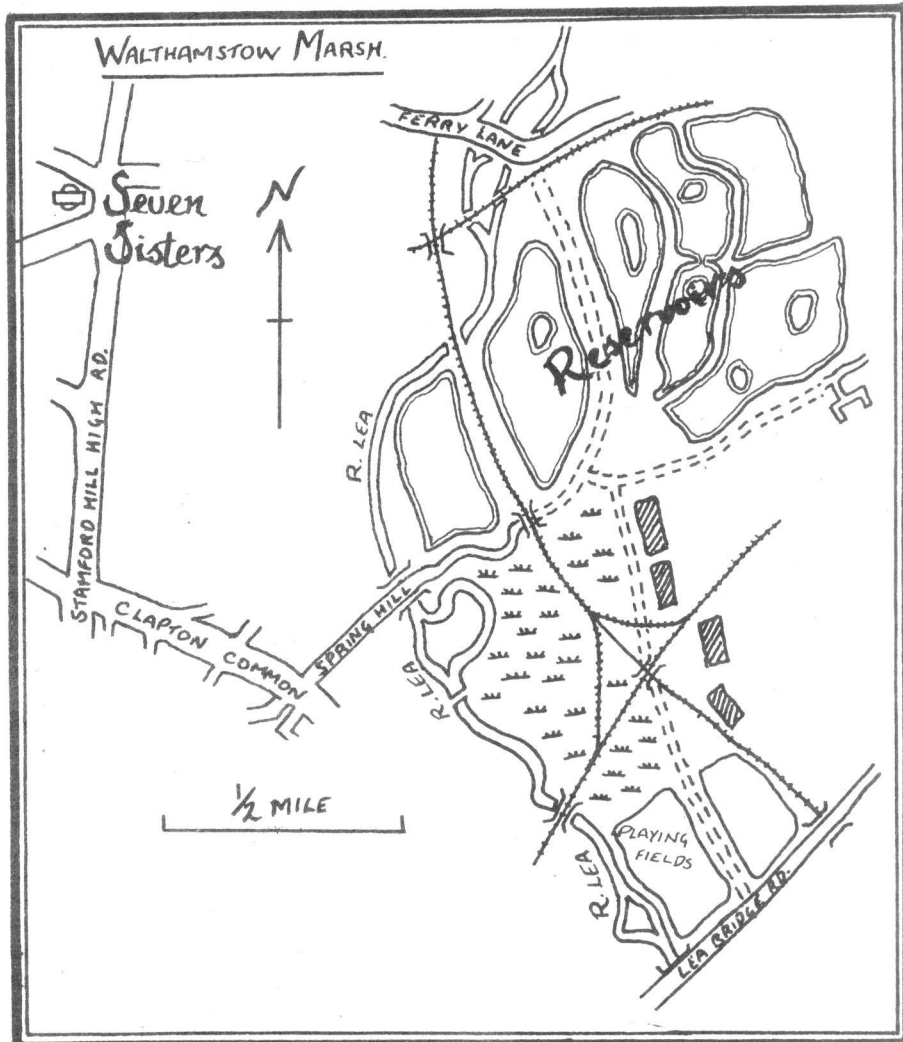 WALTHAMSTOW MARSH.
FERRY LANE
Seven
Sisters
N
Reservoirs
STAMFORD HILL HIGH RD.
R. LEA
CLAPTON COMMON
SPRING HILL
R. LEA
1/2 MILE
PLAYING
FIELDS
R. LEA
LEA BRIDGE RD.